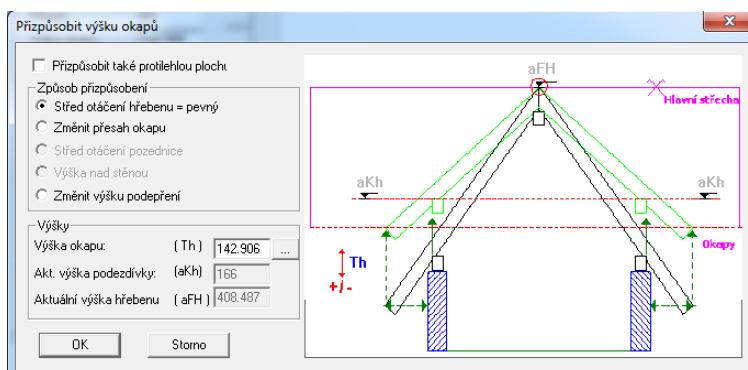 Přizpůsobit výšku okapů
Přizpůsobit také protilehlou plochu
Způsob přizpůsobení
Střed otáčení hřebenu = pevný
Změnit přesah okapu
Střed otáčení pozednice
Výška nad stěnou
Změnit výšku podepření
Výšky
Výška okapu: (Th) 142.906 ...
Akt. výška podezdívky: (aKh) 166
Aktuální výška hřebenu (aFH) 408.487
OK Storno
aFH
Hlavní střecha
aKh aKh
Okapy
Th
+/-